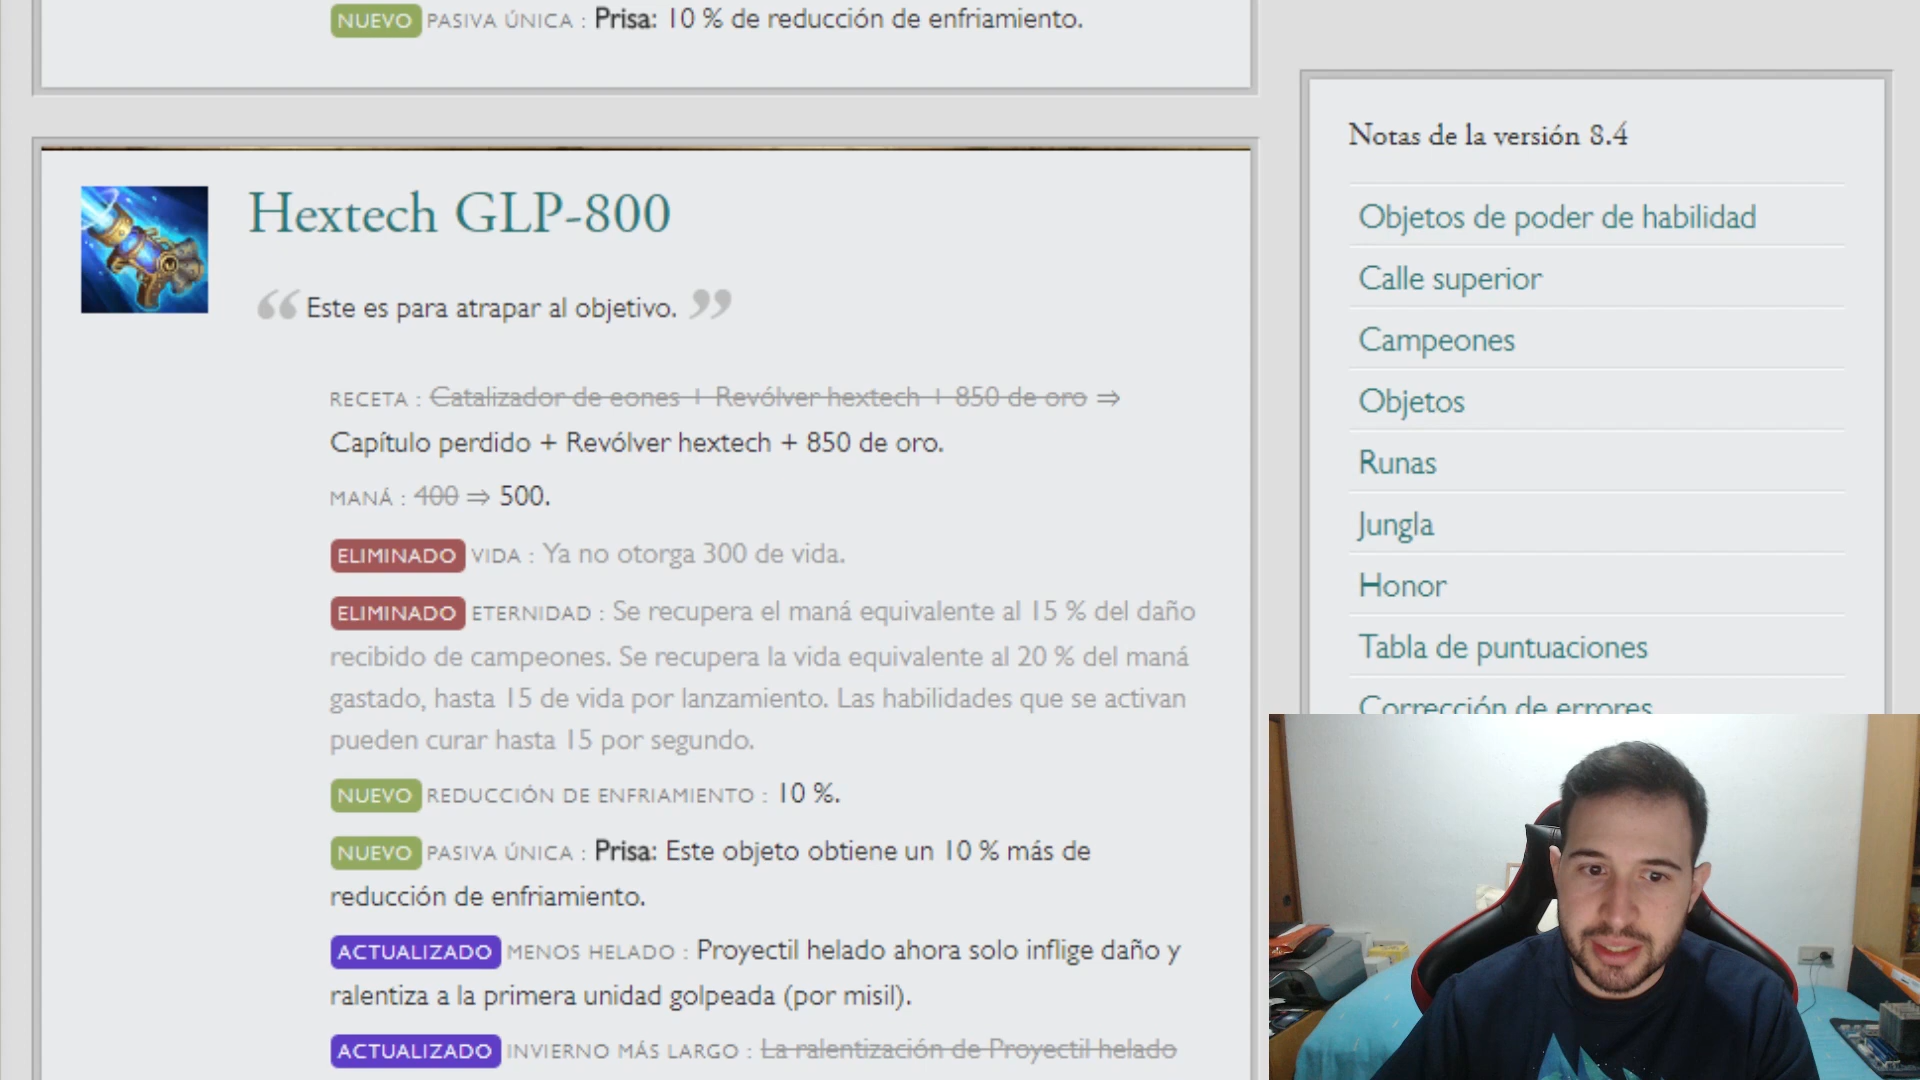 NUEVO PASIVA ÚNICA : Prisa: 10 % de reducción de enfriamiento.
Hextech GLP-800
“ Este es para atrapar al objetivo. ”
RECETA : Catalizador de eones + Revólver hextech + 850 de oro ⇒
Capítulo perdido + Revólver hextech + 850 de oro.
MANÁ : 400 ⇒ 500.
ELIMINADO VIDA : Ya no otorga 300 de vida.
ELIMINADO ETERNIDAD : Se recupera el maná equivalente al 15 % del daño
recibido de campeones. Se recupera la vida equivalente al 20 % del maná
gastado, hasta 15 de vida por lanzamiento. Las habilidades que se activan
pueden curar hasta 15 por segundo.
NUEVO REDUCCIÓN DE ENFRIAMIENTO : 10 %.
NUEVO PASIVA ÚNICA : Prisa: Este objeto obtiene un 10 % más de
reducción de enfriamiento.
ACTUALIZADO MENOS HELADO : Proyectil helado ahora solo inflige daño y
ralentiza a la primera unidad golpeada (por misil).
ACTUALIZADO INVIERNO MÁS LARGO : La ralentización de Proyectil helado
Notas de la versión 8.4
Objetos de poder de habilidad
Calle superior
Campeones
Objetos
Runas
Jungla
Honor
Tabla de puntuaciones
Corrección de errores